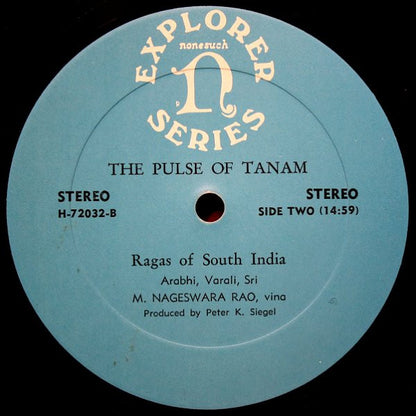 EXPLORER
nonesuch
n
SERIES
THE PULSE OF TANAM
STEREO
H-72032-B
STEREO
SIDE TWO (14:59)
Ragas of South India
Arabhi, Varali, Sri
M. NAGESWARA RAO, vina
Produced by Peter K. Siegel